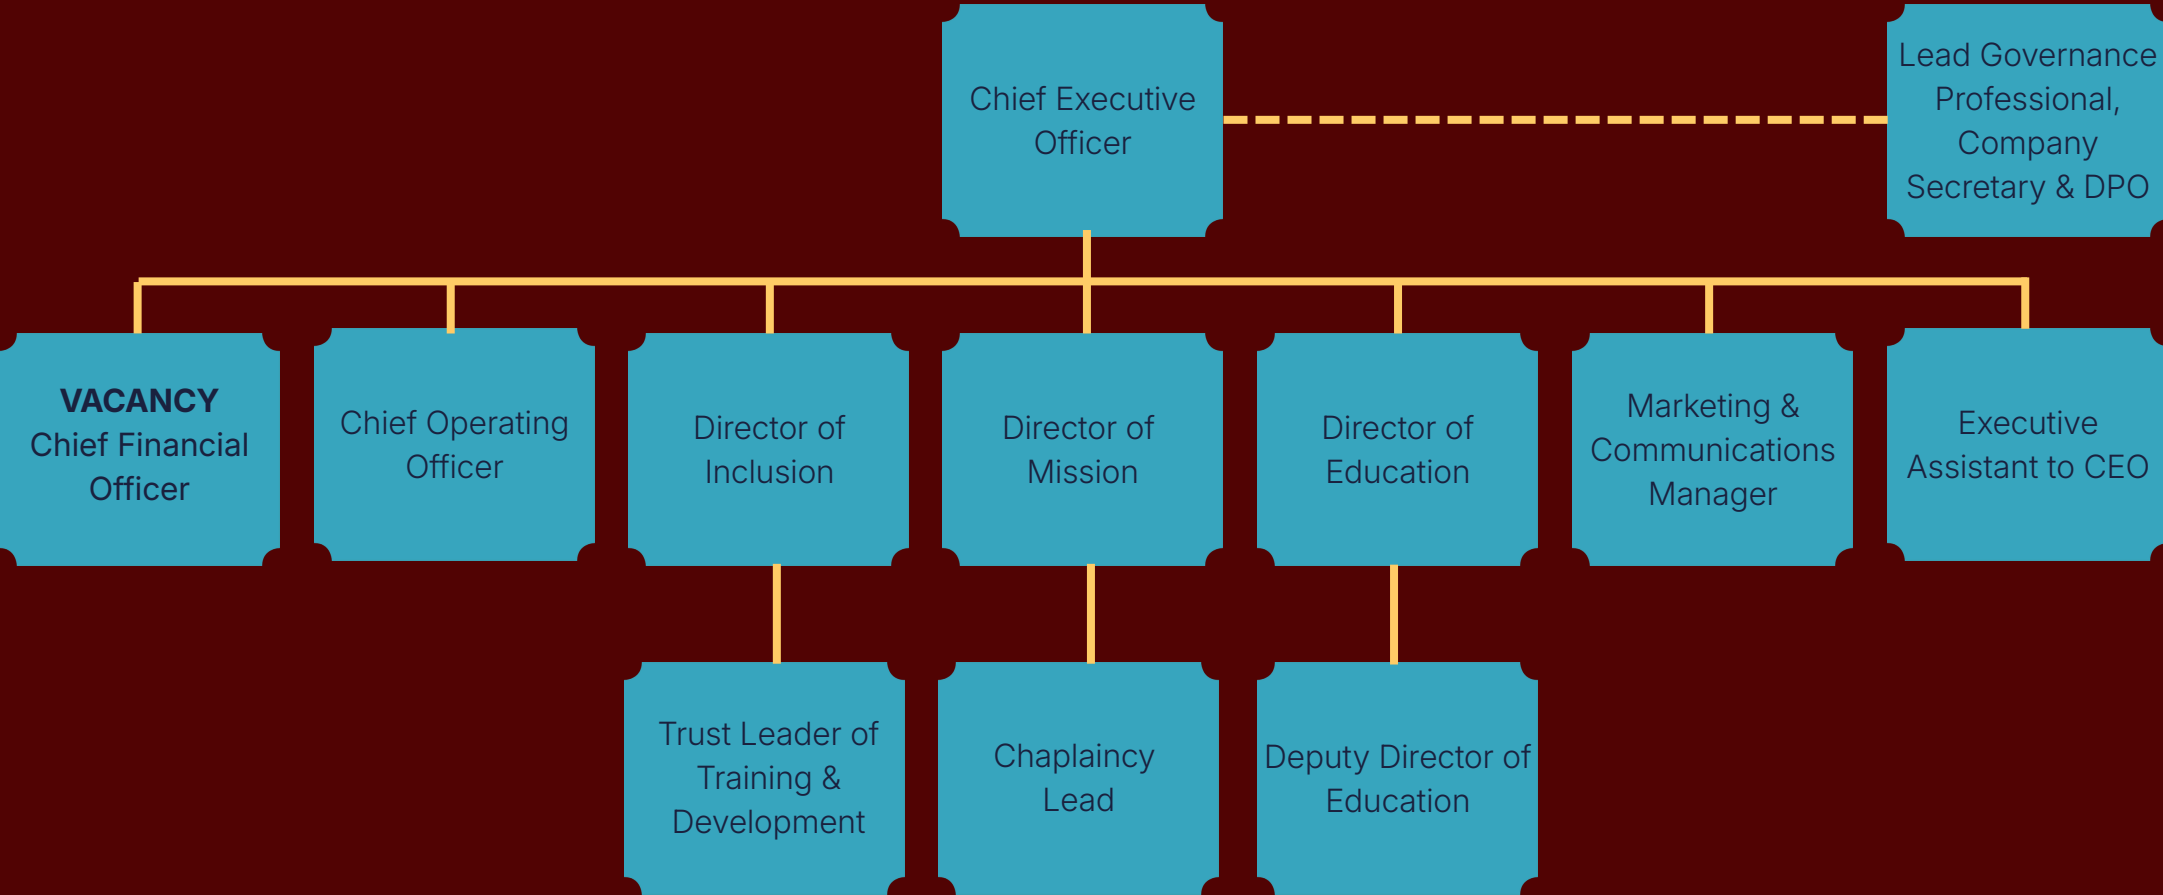 Chief Executive
Officer
Lead Governance
Professional,
Company
Secretary & DPO
VACANCY
Chief Financial
Officer
Chief Operating
Officer
Director of
Inclusion
Director of
Mission
Director of
Education
Marketing &
Communications
Manager
Executive
Assistant to CEO
Trust Leader of
Training &
Development
Chaplaincy
Lead
Deputy Director of
Education